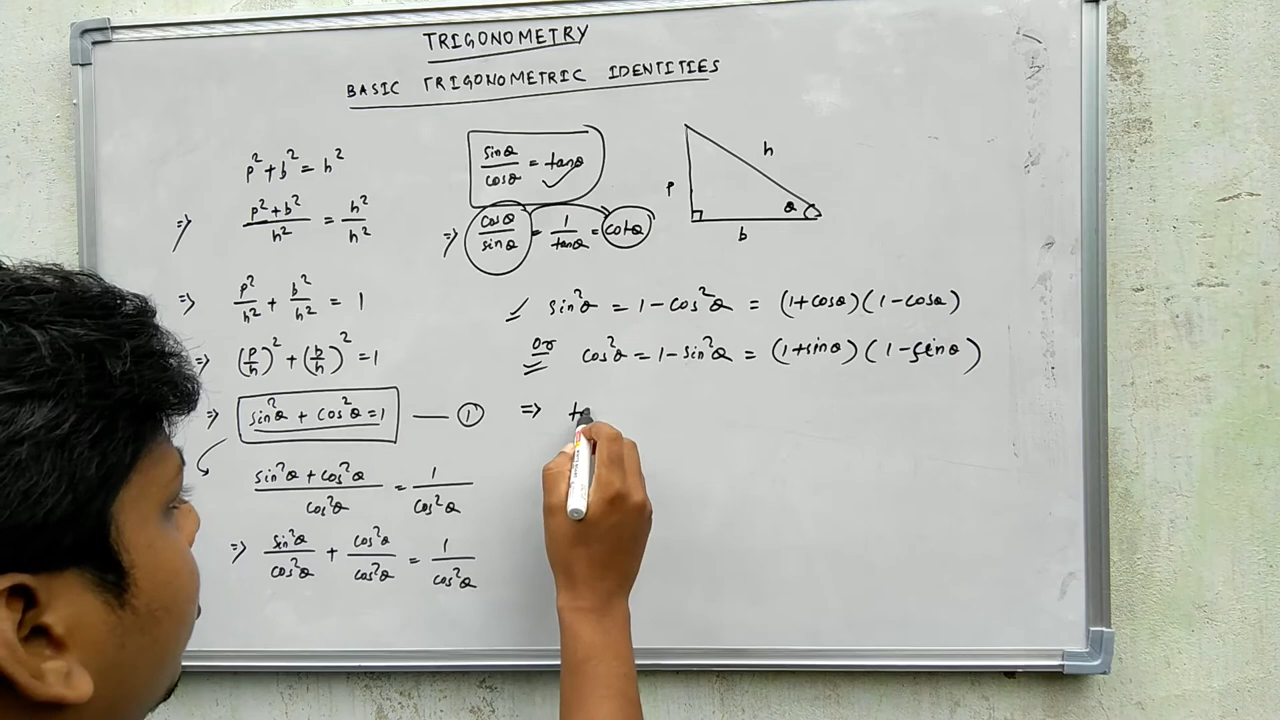 TRIGONOMETRY
BASIC TRIGONOMETRIC IDENTITIES
p² + b² = h²
⇒ (p² + b²)/h² = h²/h²
⇒ p²/h² + b²/h² = 1
⇒ (p/h)² + (b/h)² = 1
⇒ sin²θ + cos²θ = 1 —— ①
(sin²θ + cos²θ)/cos²θ = 1/cos²θ
⇒ sin²θ/cos²θ + cos²θ/cos²θ = 1/cos²θ
sinθ/cosθ = tanθ ✓
⇒ cosθ/sinθ = 1/tanθ = cotθ
p
h
b
θ
✓ sin²θ = 1 - cos²θ = (1+cosθ)(1-cosθ)
or cos²θ = 1 - sin²θ = (1+sinθ)(1-sinθ)
⇒ ta